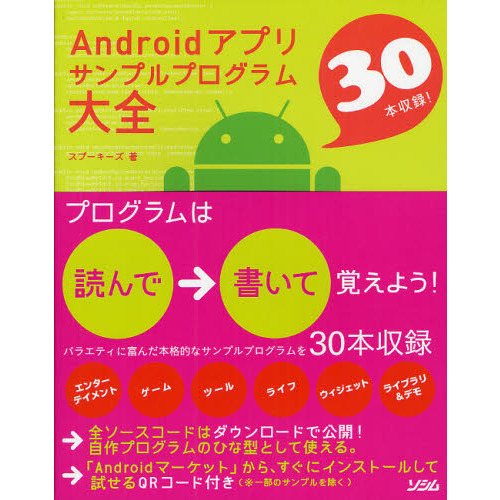 Androidアプリ
サンプルプログラム
大全
スプーキーズ 著
30
本収録!
プログラムは
読んで→書いて覚えよう!
バラエティに富んだ本格的なサンプルプログラムを30本収録
エンター
テイメント
ゲーム
ツール
ライフ
ウィジェット
ライブラリ
&デモ
→全ソースコードはダウンロードで公開!
自作プログラムのひな型として使える。
→「Androidマーケット」から、すぐにインストールして
試せるQRコード付き(※一部のサンプルを除く)
ソシム